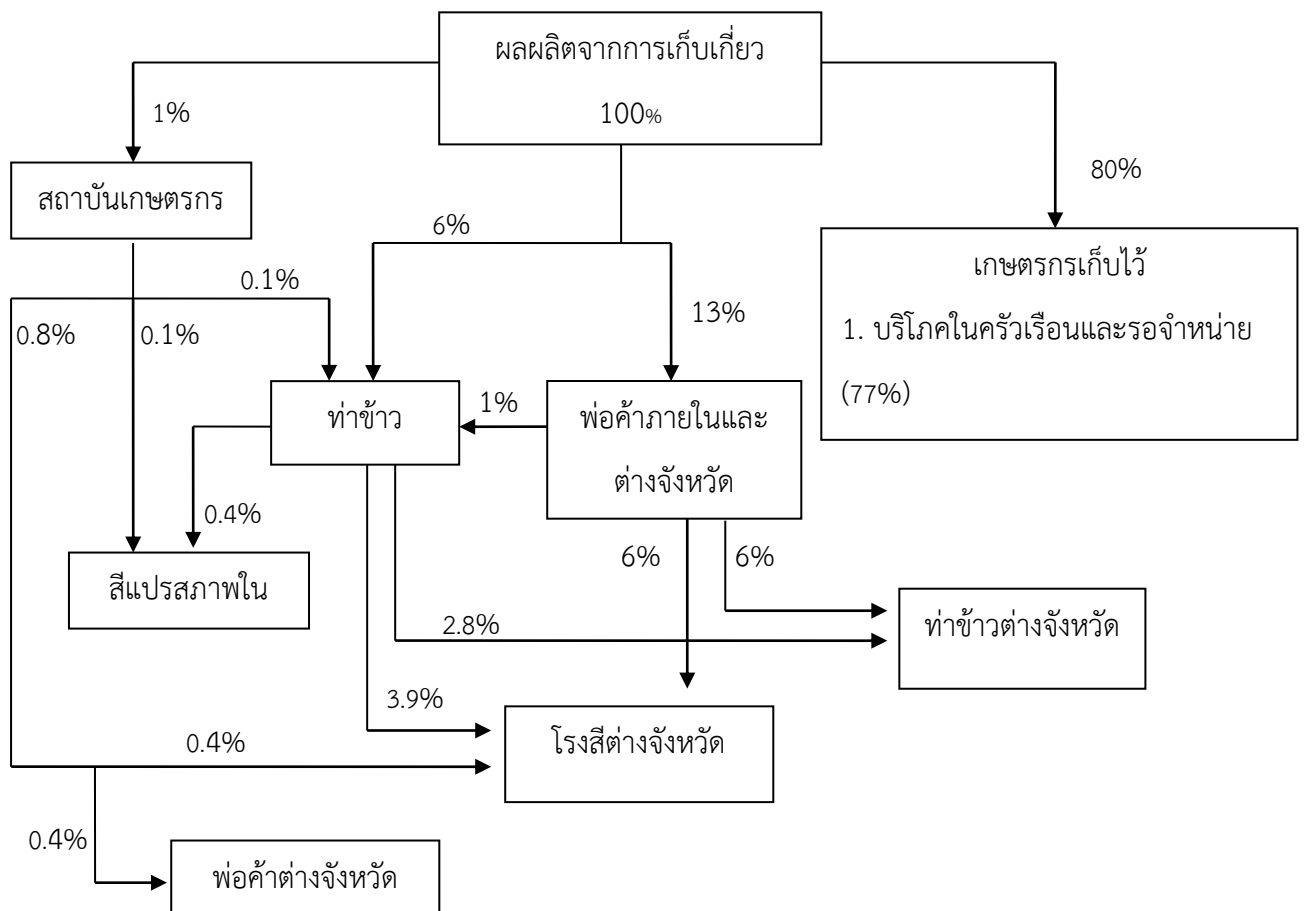 ผลผลิตจากการเก็บเกี่ยว
100%
1%
80%
สถาบันเกษตรกร
6%
13%
เกษตรกรเก็บไว้
1. บริโภคในครัวเรือนและรอจำหน่าย
(77%)
0.1%
0.8%
0.1%
ท่าข้าว
1%
พ่อค้าภายในและ
ต่างจังหวัด
0.4%
6%
6%
สีแปรสภาพใน
2.8%
ท่าข้าวต่างจังหวัด
3.9%
0.4%
โรงสีต่างจังหวัด
0.4%
พ่อค้าต่างจังหวัด